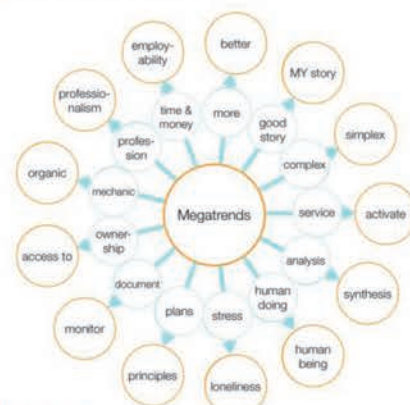 better
employ-
ability
MY story
professio-
nalism
time &
money
more
good
story
simplex
profes-
sion
complex
organic
mechanic
Megatrends
service
activate
owner-
ship
access to
analysis
synthesis
document
human
doing
monitor
plans
stress
human
being
principles
loneliness